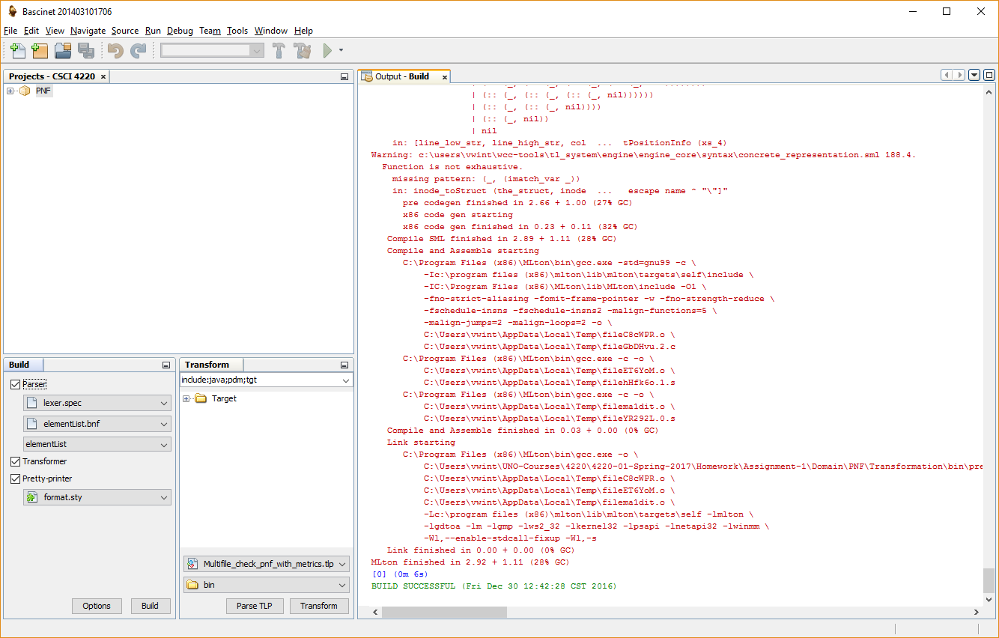 Bascinet 201403101706
File Edit View Navigate Source Run Debug Team Tools Window Help
Projects - CSCI 4220
PNF
Build
Parser
lexer.spec
elementList.bnf
elementList
Transformer
Pretty-printer
format.sty
Options Build
Transform
include:java;pdm;tgt
Target
Multifile_check_pnf_with_metrics.tlp
bin
Parse TLP Transform
Output - Build
| (:: (_, (:: (_, (:: (_, nil))))))
| (:: (_, (:: (_, nil))))
| (:: (_, nil))
| nil
in: [line_low_str, line_high_str, col ... tPositionInfo (xs_4)
Warning: c:\users\vwint\wcc-tools\tl_system\engine\engine_core\syntax\concrete_representation.sml 188.4.
Function is not exhaustive.
missing pattern: (_, (imatch_var _))
in: inode_toStruct (the_struct, inode ... escape name ^ "\"]"
pre codegen finished in 2.66 + 1.00 (27% GC)
x86 code gen starting
x86 code gen finished in 0.23 + 0.11 (32% GC)
Compile SML finished in 2.89 + 1.11 (28% GC)
Compile and Assemble starting
C:\Program Files (x86)\MLton\bin\gcc.exe -std=gnu99 -c \
-Ic:\program files (x86)\mlton\lib\mlton\targets\self\include \
-IC:\Program Files (x86)\MLton\lib\MLton\include -O1 \
-fno-strict-aliasing -fomit-frame-pointer -w -fno-strength-reduce \
-fschedule-insns -fschedule-insns2 -malign-functions=5 \
-malign-jumps=2 -malign-loops=2 -o \
C:\Users\vwint\AppData\Local\Temp\fileC8cWPR.o \
C:\Users\vwint\AppData\Local\Temp\fileGbDHvu.2.c
C:\Program Files (x86)\MLton\bin\gcc.exe -c -o \
C:\Users\vwint\AppData\Local\Temp\fileET6YoM.o \
C:\Users\vwint\AppData\Local\Temp\filehHfk6o.1.s
C:\Program Files (x86)\MLton\bin\gcc.exe -c -o \
C:\Users\vwint\AppData\Local\Temp\filema1dit.o \
C:\Users\vwint\AppData\Local\Temp\fileYR292L.0.s
Compile and Assemble finished in 0.03 + 0.00 (0% GC)
Link starting
C:\Program Files (x86)\MLton\bin\gcc.exe -o \
C:\Users\vwint\UNO-Courses\4220\4220-01-Spring-2017\Homework\Assignment-1\Domain\PNF\Transformation\bin\pre
C:\Users\vwint\AppData\Local\Temp\fileC8cWPR.o \
C:\Users\vwint\AppData\Local\Temp\fileET6YoM.o \
C:\Users\vwint\AppData\Local\Temp\filema1dit.o \
-Lc:\program files (x86)\mlton\lib\mlton\targets\self -lmlton \
-lgdtoa -lm -lgmp -lws2_32 -lkernel32 -lpsapi -lnetapi32 -lwinmm \
-Wl,--enable-stdcall-fixup -Wl,-s
Link finished in 0.00 + 0.00 (0% GC)
MLton finished in 2.92 + 1.11 (28% GC)
[0] (0m 6s)
BUILD SUCCESSFUL (Fri Dec 30 12:42:28 CST 2016)